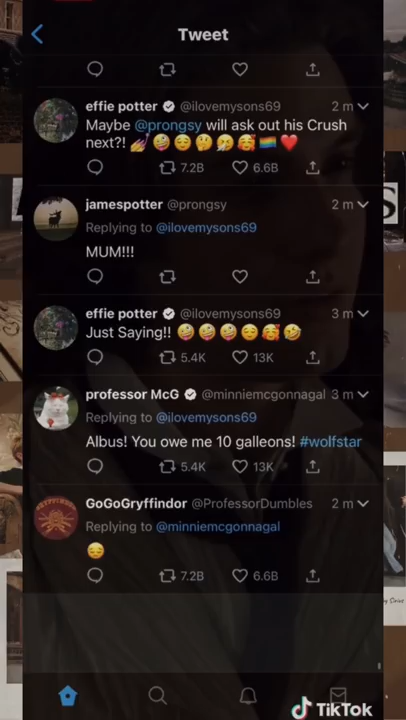 Tweet
effie potter @ilovemysons69 2 m
Maybe @prongsy will ask out his Crush
next?! 💅🤪😌🤔🤧🥰🏳️‍🌈❤️
7.2B 6.6B
jamespotter @prongsy 2 m
Replying to @ilovemysons69
MUM!!!
effie potter @ilovemysons69 3 m
Just Saying!! 🤪🤪🤪😌🥰🤣
5.4K 13K
professor McG @minniemcgonnagal 3 m
Replying to @ilovemysons69
Albus! You owe me 10 galleons! #wolfstar
5.4K 13K
GoGoGryffindor @ProfessorDumbles 2 m
Replying to @minniemcgonnagal
😔
7.2B 6.6B
TikTok